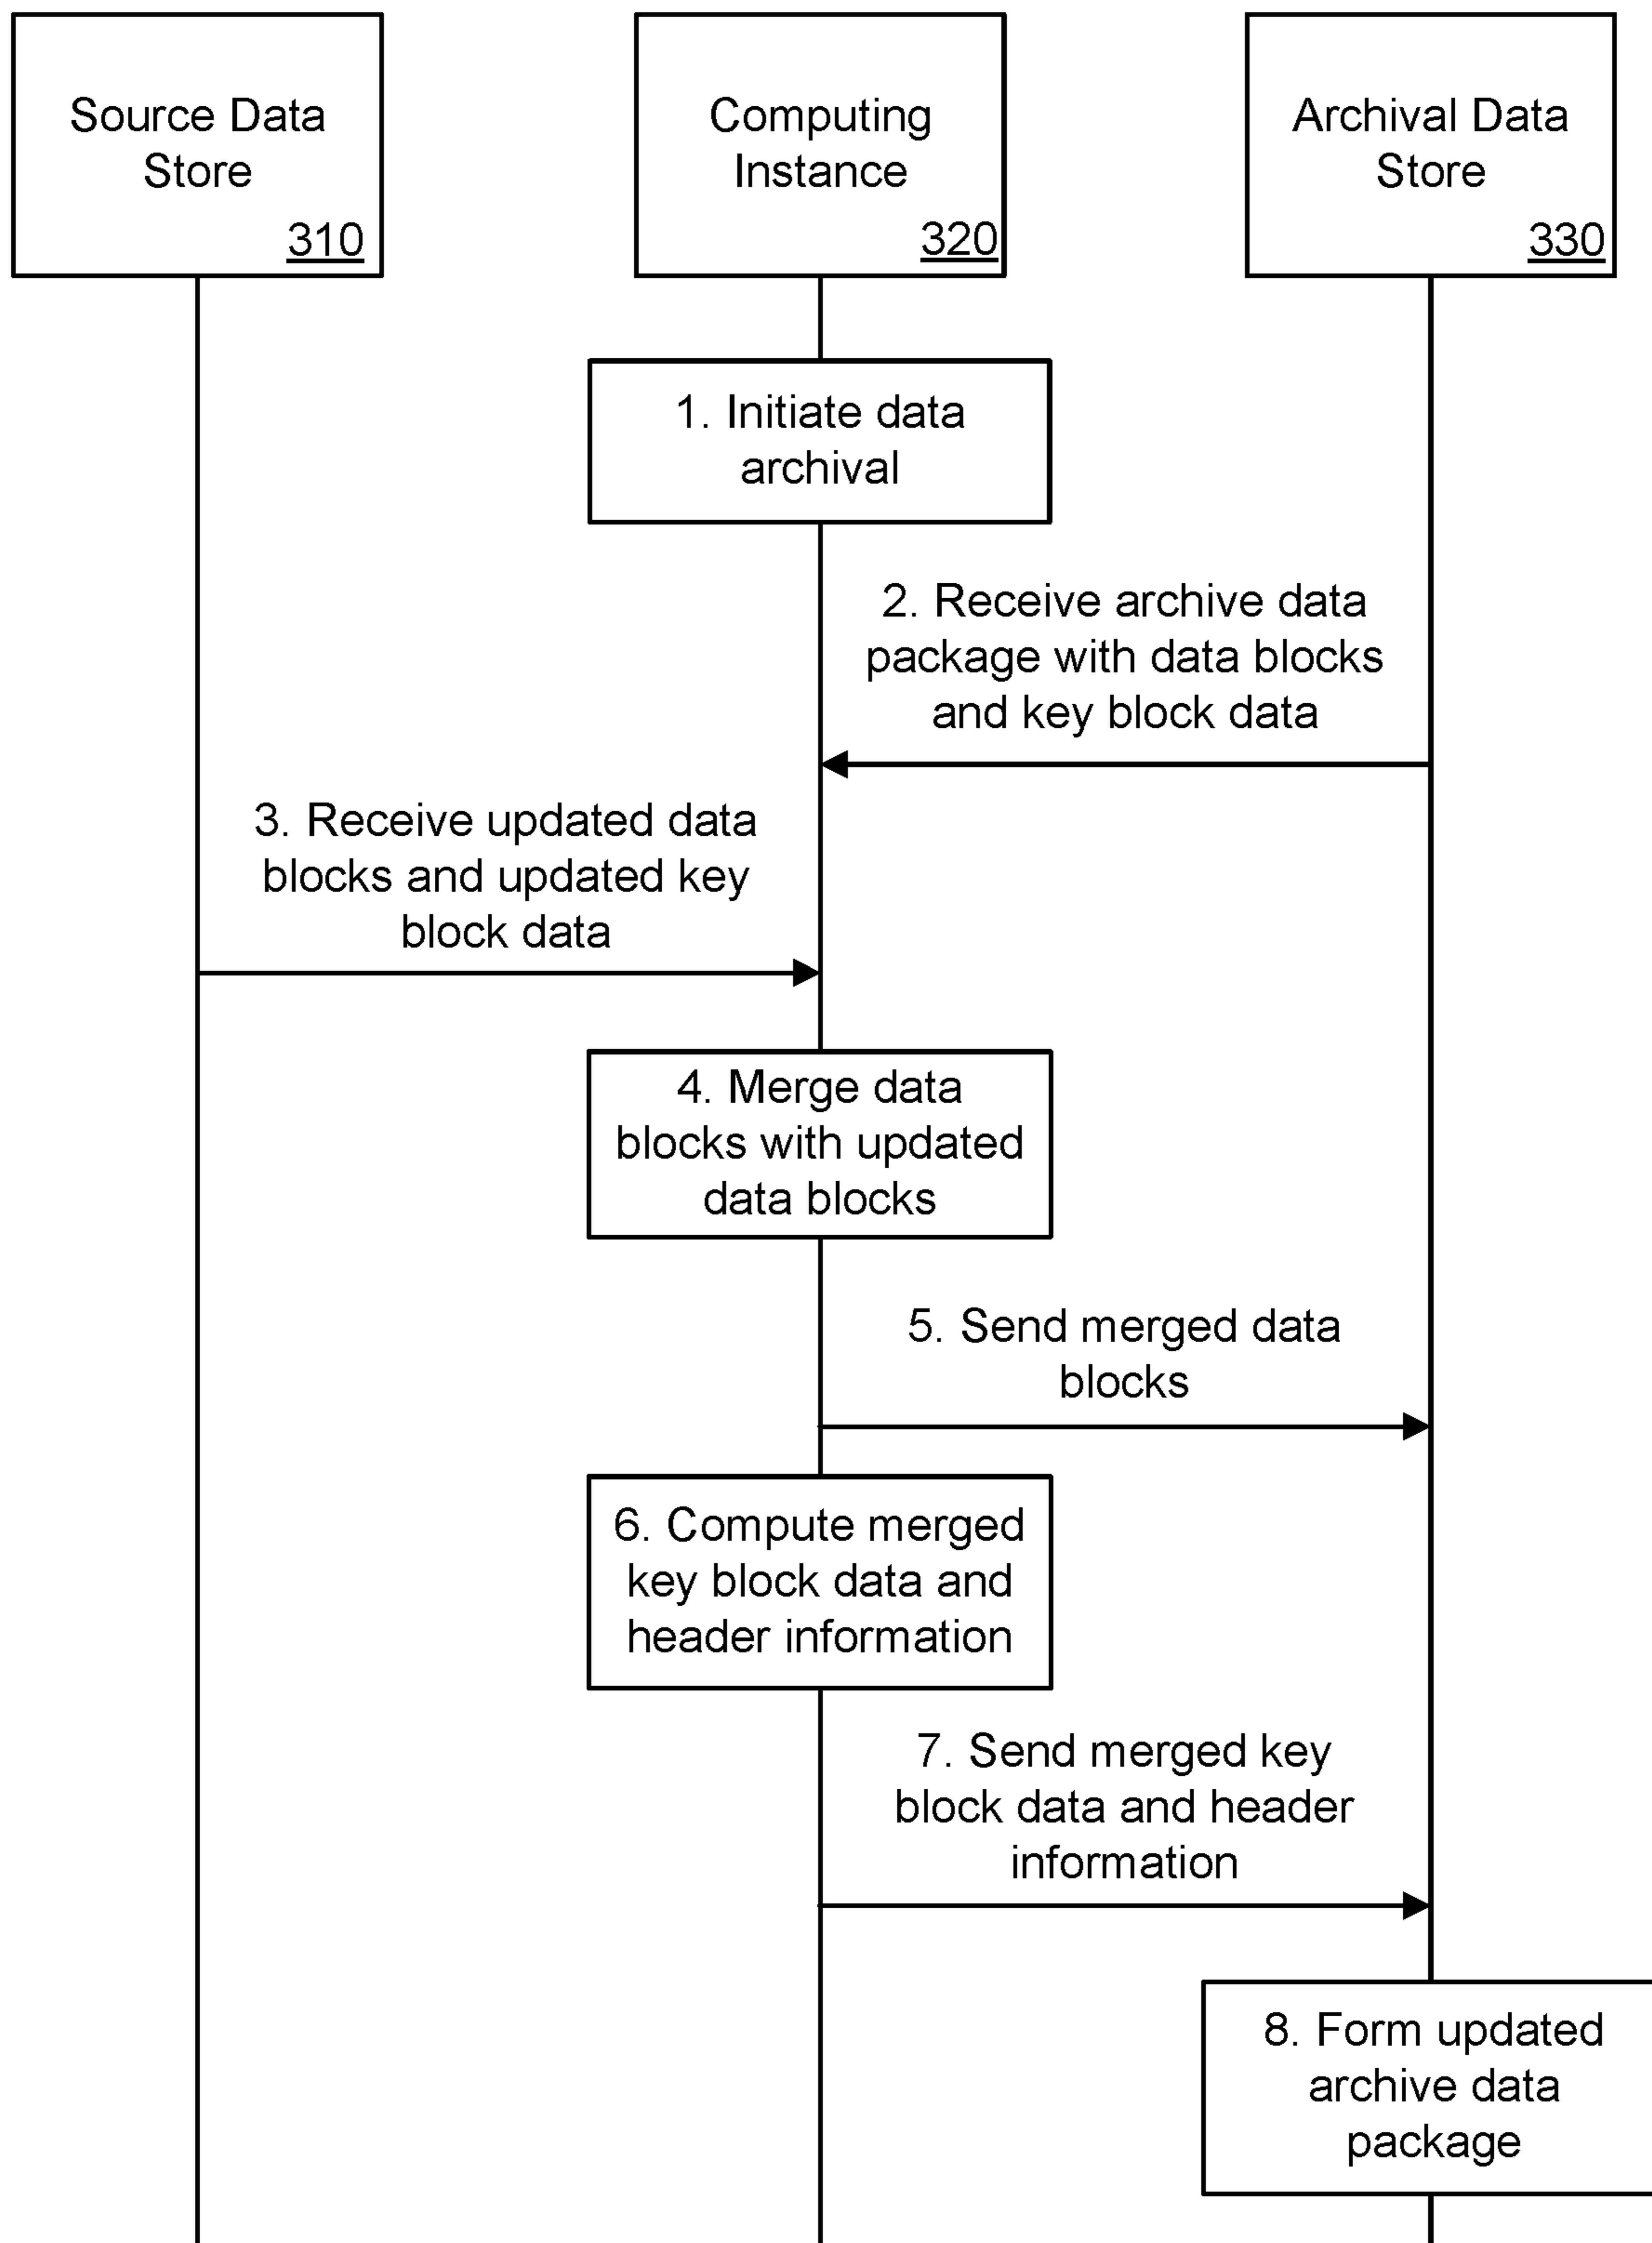 Source Data
Store
310
Computing
Instance
320
Archival Data
Store
330
1. Initiate data
archival
2. Receive archive data
package with data blocks
and key block data
3. Receive updated data
blocks and updated key
block data
4. Merge data
blocks with updated
data blocks
5. Send merged data
blocks
6. Compute merged
key block data and
header information
7. Send merged key
block data and header
information
8. Form updated
archive data
package